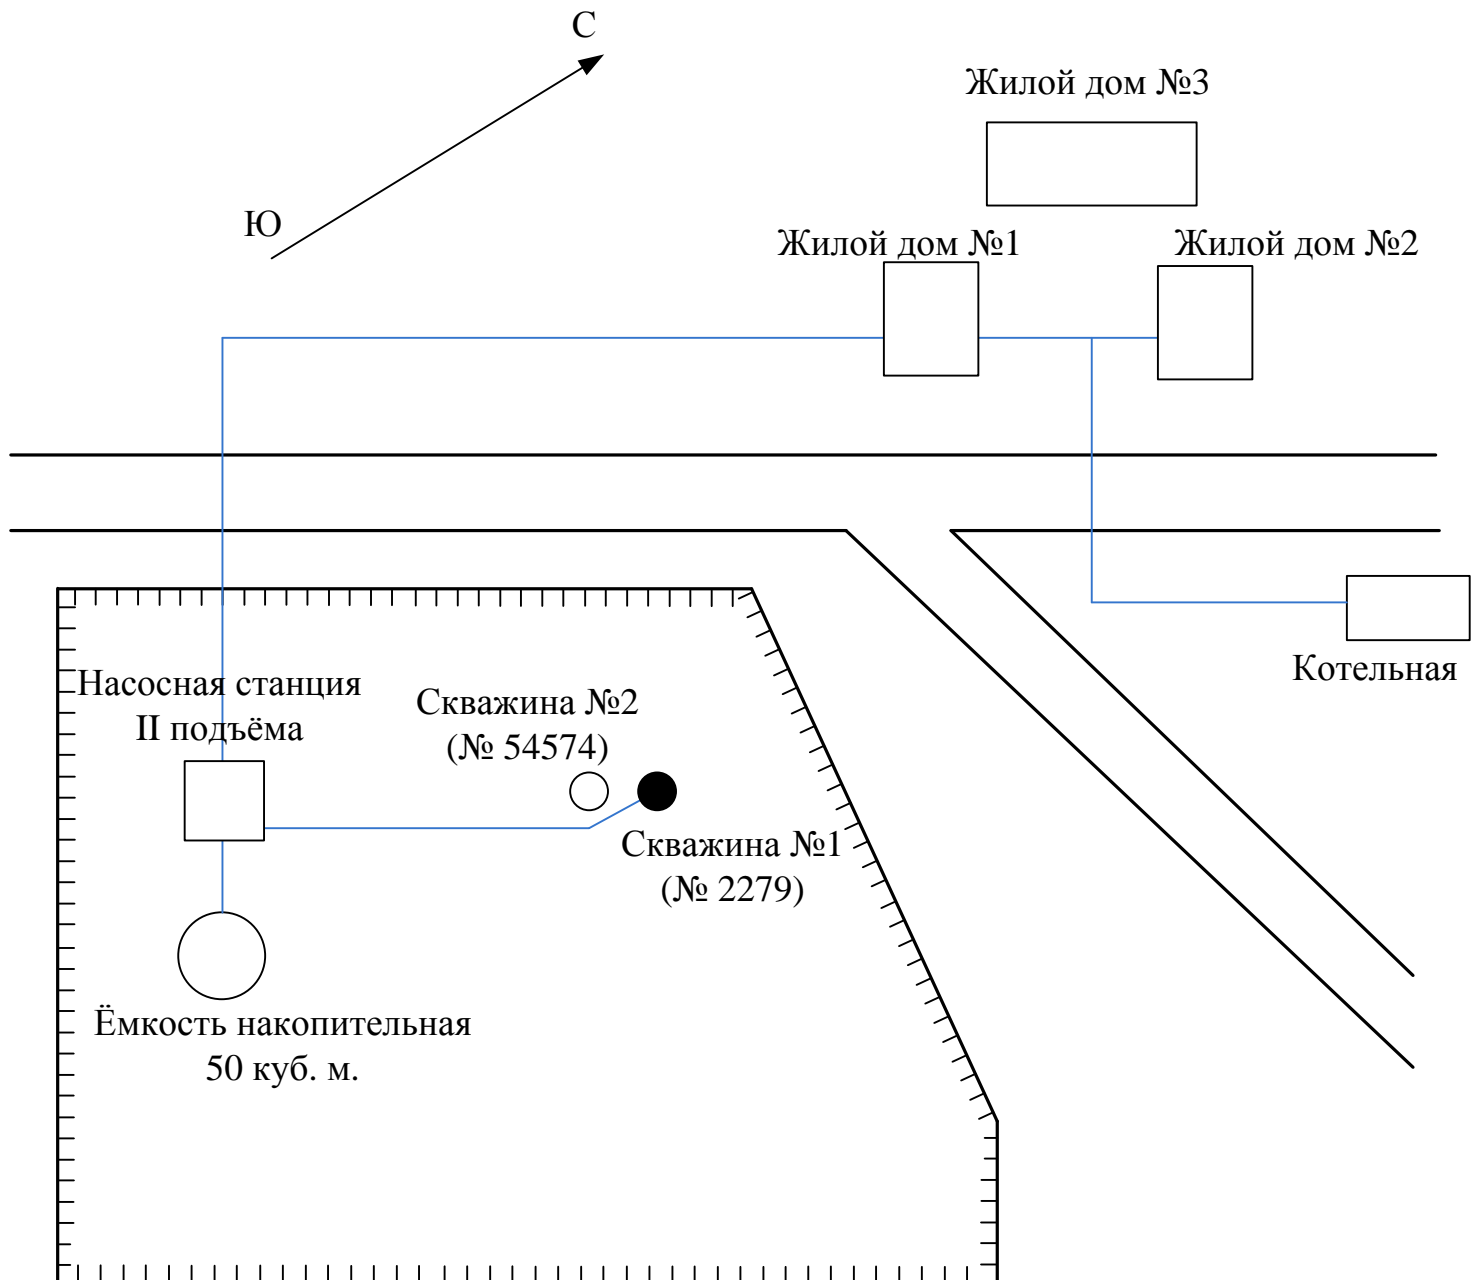 С
Ю
Жилой дом №3
Жилой дом №1
Жилой дом №2
Котельная
Насосная станция
II подъёма
Скважина №2
(№ 54574)
Скважина №1
(№ 2279)
Ёмкость накопительная
50 куб. м.